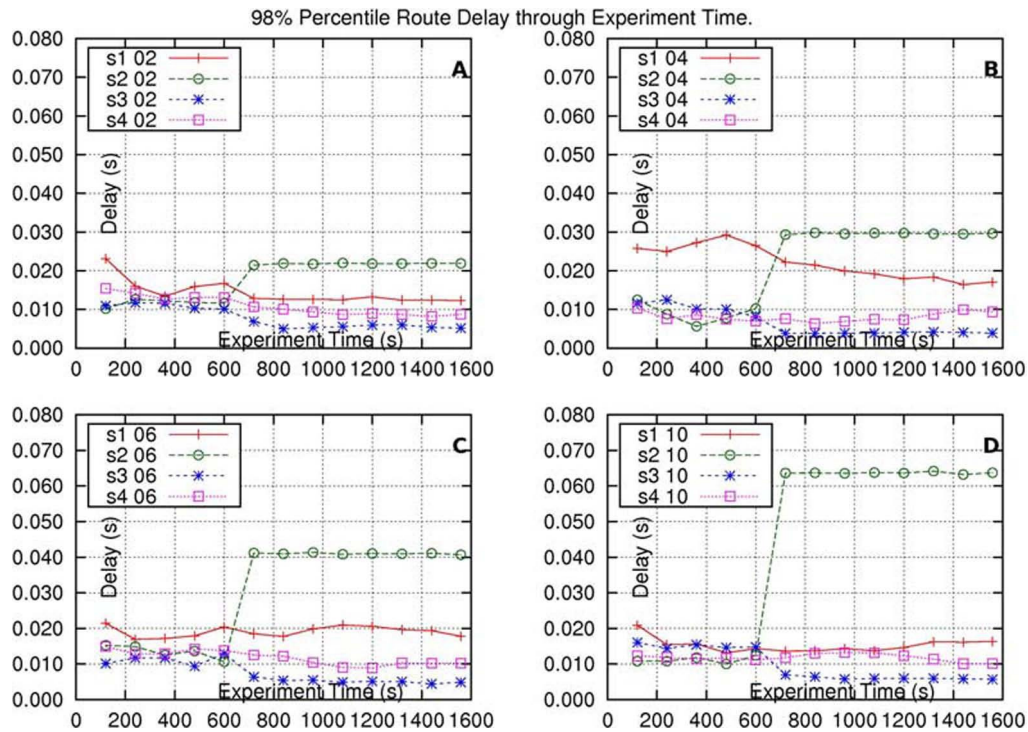 98% Percentile Route Delay through Experiment Time.
0.080
0.070
0.060
0.050
0.040
0.030
0.020
0.010
0.000
s1 02
s2 02
s3 02
s4 02
A
Delay (s)
Experiment Time (s)
0 200 400 600 800 1000 1200 1400 1600
0.080
0.070
0.060
0.050
0.040
0.030
0.020
0.010
0.000
s1 04
s2 04
s3 04
s4 04
B
Delay (s)
Experiment Time (s)
0 200 400 600 800 1000 1200 1400 1600
0.080
0.070
0.060
0.050
0.040
0.030
0.020
0.010
0.000
s1 06
s2 06
s3 06
s4 06
C
Delay (s)
Experiment Time (s)
0 200 400 600 800 1000 1200 1400 1600
0.080
0.070
0.060
0.050
0.040
0.030
0.020
0.010
0.000
s1 10
s2 10
s3 10
s4 10
D
Delay (s)
Experiment Time (s)
0 200 400 600 800 1000 1200 1400 1600